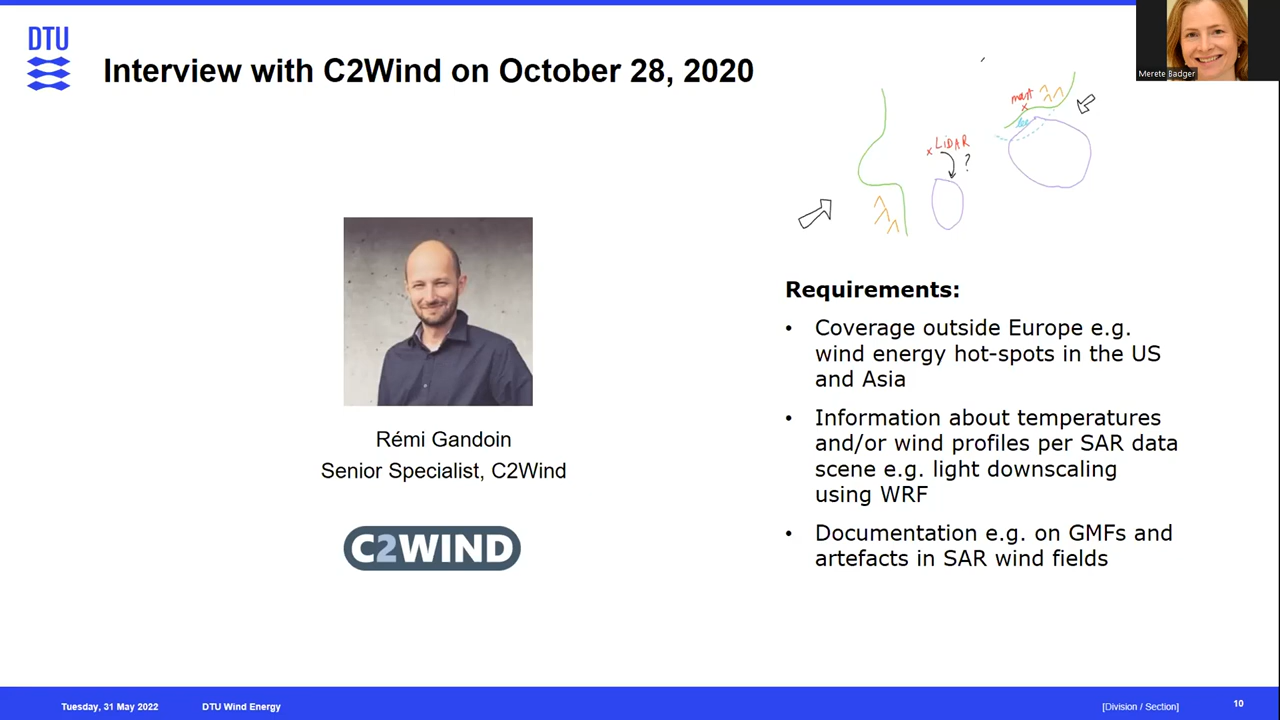 DTU
Interview with C2Wind on October 28, 2020
Merete Badger
mast
lee
LiDAR
?
Requirements:
• Coverage outside Europe e.g.
wind energy hot-spots in the US
and Asia
• Information about temperatures
and/or wind profiles per SAR data
scene e.g. light downscaling
using WRF
• Documentation e.g. on GMFs and
artefacts in SAR wind fields
Rémi Gandoin
Senior Specialist, C2Wind
C2WIND
Tuesday, 31 May 2022
DTU Wind Energy
[Division / Section]
10